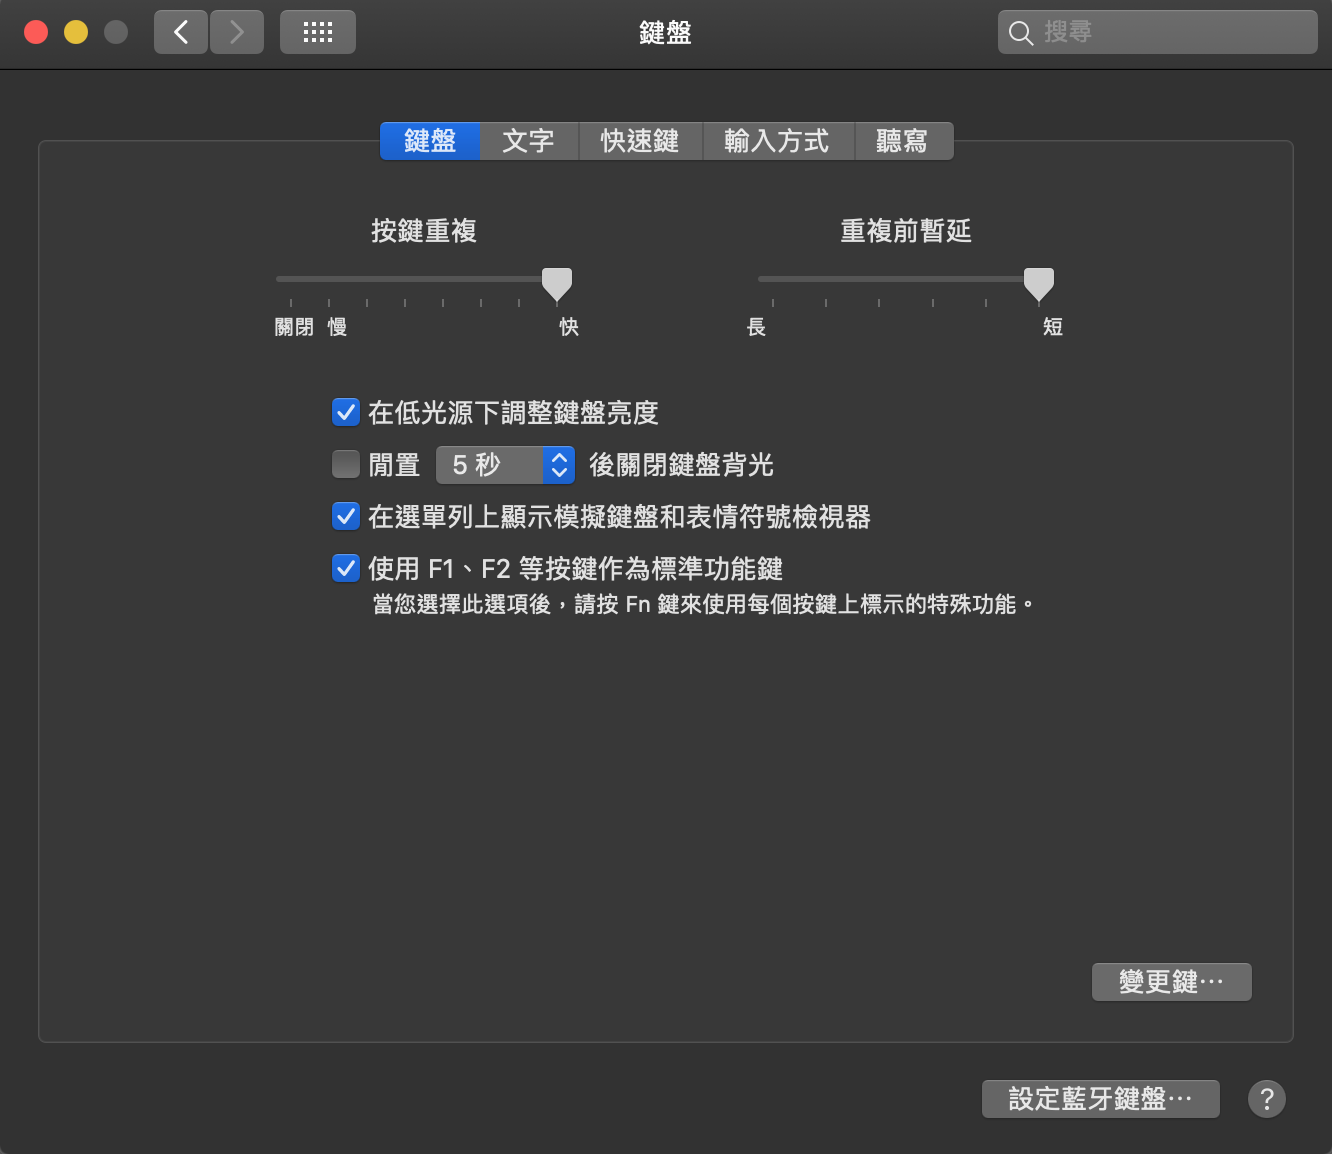 鍵盤
搜尋
鍵盤 文字 快速鍵 輸入方式 聽寫
按鍵重複 重複前暫延
關閉 慢 快 長 短
在低光源下調整鍵盤亮度
閒置 5 秒 後關閉鍵盤背光
在選單列上顯示模擬鍵盤和表情符號檢視器
使用 F1、F2 等按鍵作為標準功能鍵
當您選擇此選項後，請按 Fn 鍵來使用每個按鍵上標示的特殊功能。
變更鍵⋯
設定藍牙鍵盤⋯ ?